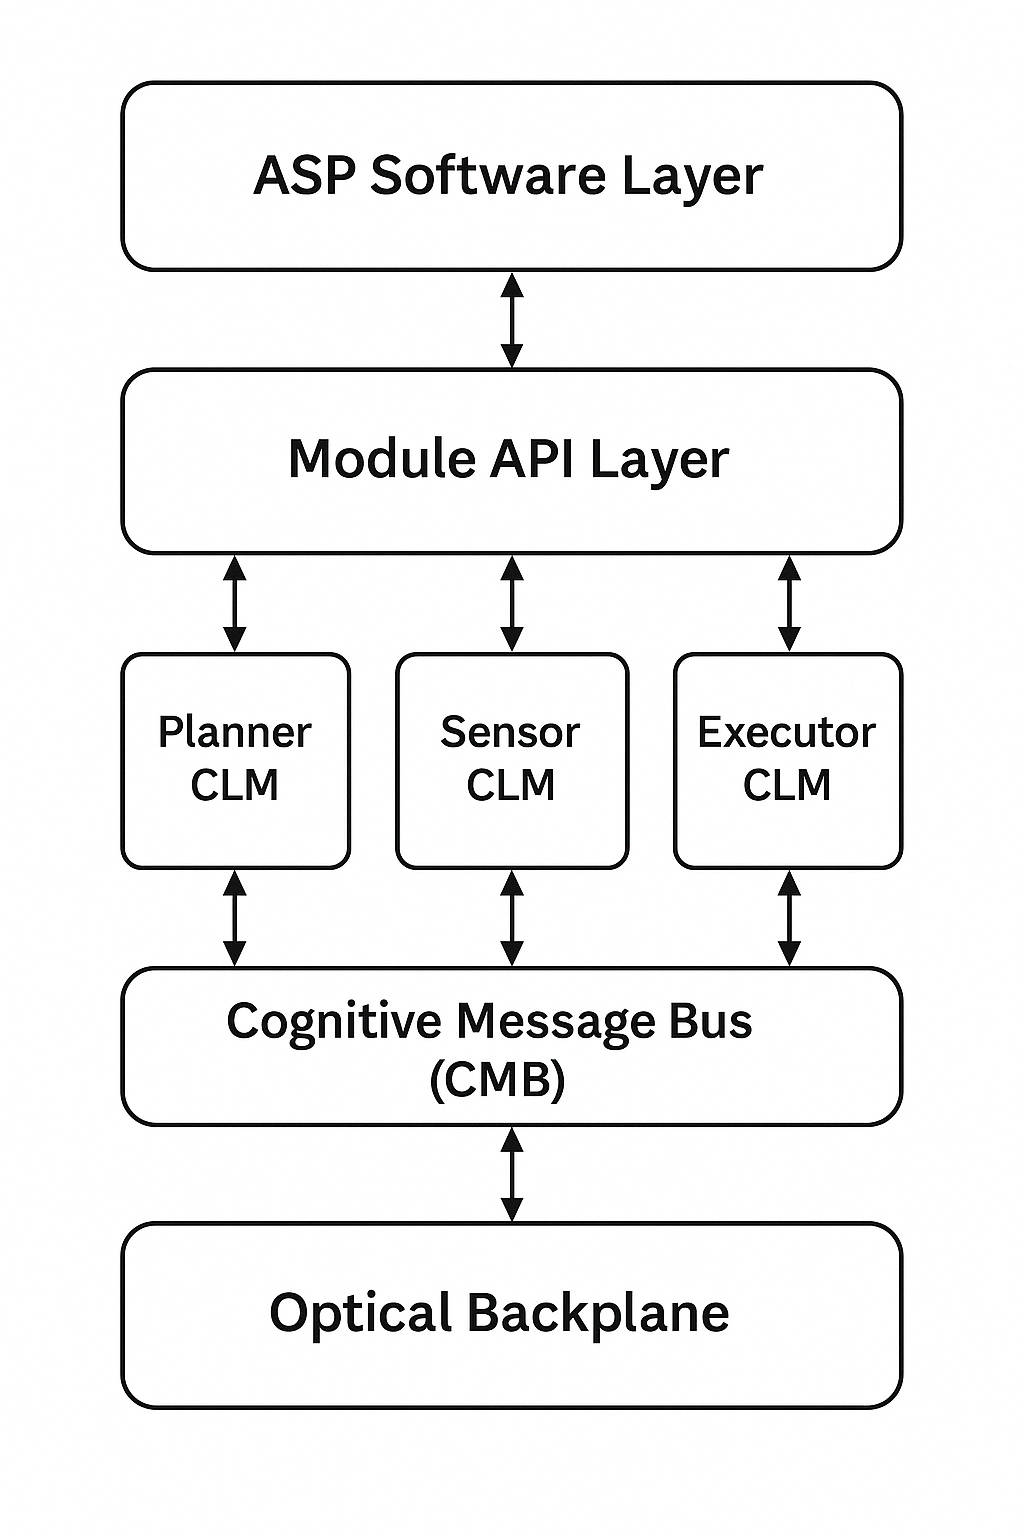 ASP Software Layer
Module API Layer
Planner
CLM
Sensor
CLM
Executor
CLM
Cognitive Message Bus
(CMB)
Optical Backplane